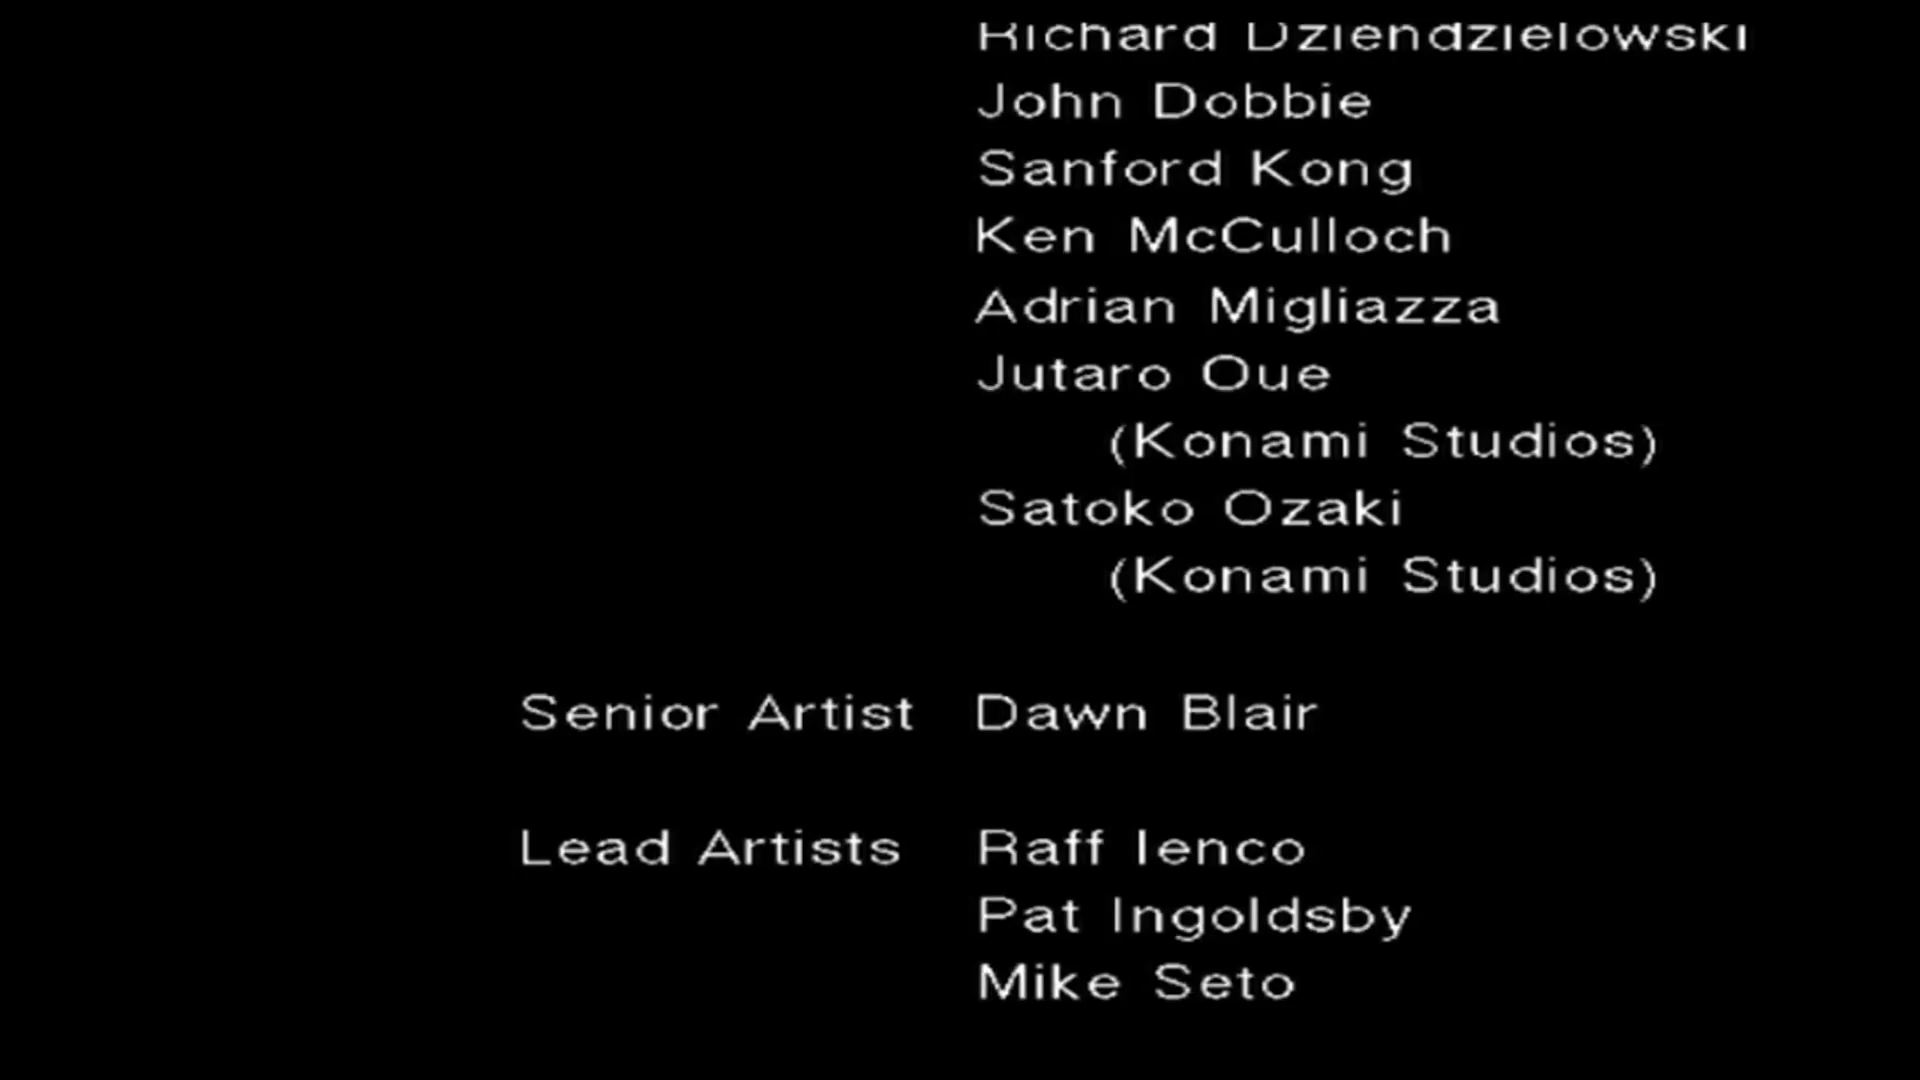 Richard Dziendzielowski
John Dobbie
Sanford Kong
Ken McCulloch
Adrian Migliazza
Jutaro Oue
(Konami Studios)
Satoko Ozaki
(Konami Studios)
Senior Artist Dawn Blair
Lead Artists Raff Ienco
Pat Ingoldsby
Mike Seto